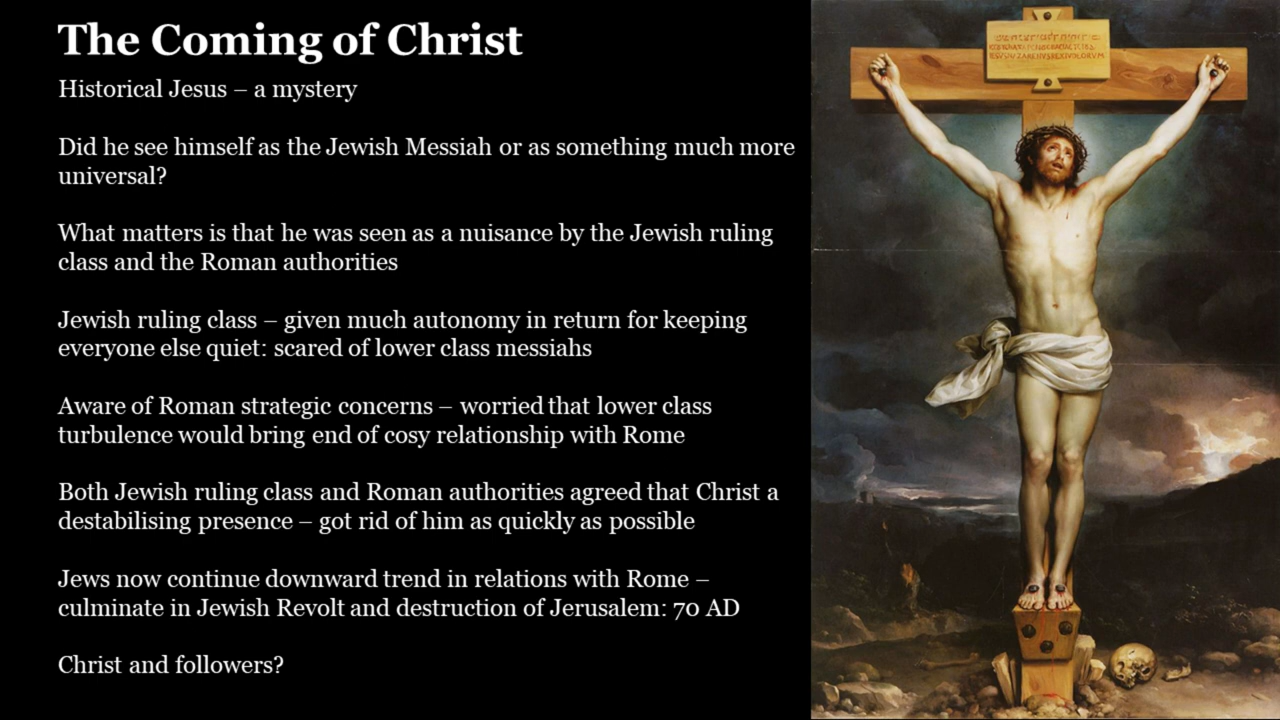 The Coming of Christ
Historical Jesus – a mystery
Did he see himself as the Jewish Messiah or as something much more
universal?
What matters is that he was seen as a nuisance by the Jewish ruling
class and the Roman authorities
Jewish ruling class – given much autonomy in return for keeping
everyone else quiet: scared of lower class messiahs
Aware of Roman strategic concerns – worried that lower class
turbulence would bring end of cosy relationship with Rome
Both Jewish ruling class and Roman authorities agreed that Christ a
destabilising presence – got rid of him as quickly as possible
Jews now continue downward trend in relations with Rome –
culminate in Jewish Revolt and destruction of Jerusalem: 70 AD
Christ and followers?